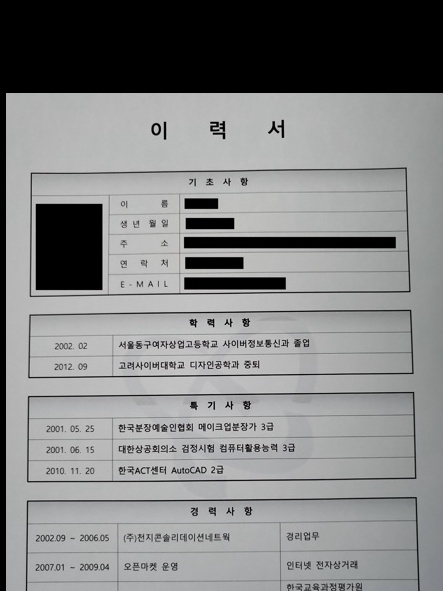 이 력 서
기 초 사 항
이 름
생 년 월 일
주 소
연 락 처
E - M A I L
학 력 사 항
2002. 02 서울동구여자상업고등학교 사이버정보통신과 졸업
2012. 09 고려사이버대학교 디자인공학과 중퇴
특 기 사 항
2001. 05. 25 한국분장예술인협회 메이크업분장가 3급
2001. 06. 15 대한상공회의소 검정시험 컴퓨터활용능력 3급
2010. 11. 20 한국ACT센터 AutoCAD 2급
경 력 사 항
2002.09 ~ 2006.05 (주)천지콘솔리데이션네트웍 경리업무
2007.01 ~ 2009.04 오픈마켓 운영 인터넷 전자상거래
한국교육과정평가원